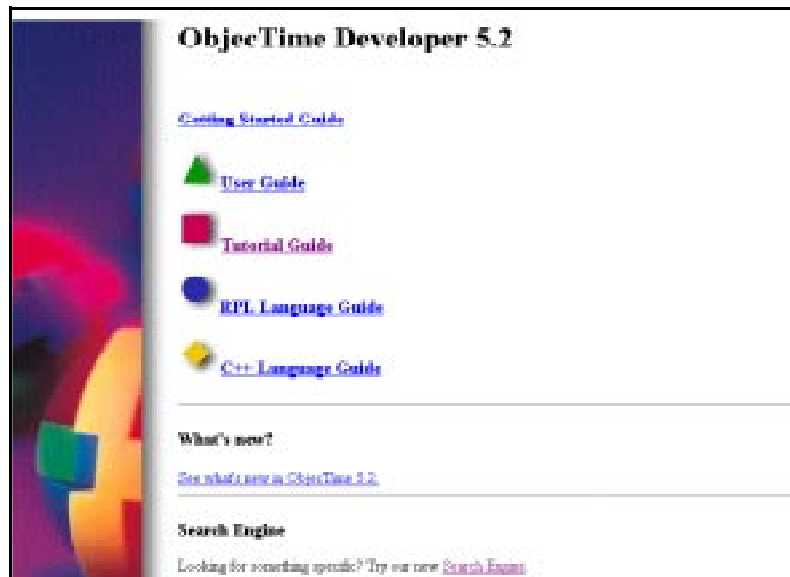 ObjecTime Developer 5.2
Getting Started Guide
User Guide
Tutorial Guide
RPL Language Guide
C++ Language Guide
What's new?
See what's new in ObjecTime 5.2.
Search Engine
Looking for something specific? Try our new Search Engine